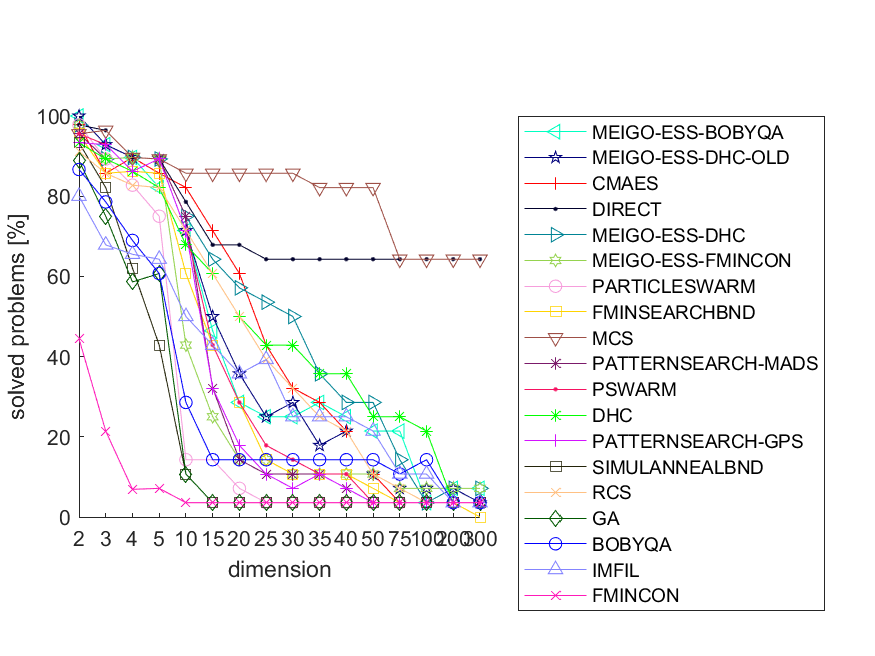 100
80
60
40
20
0
solved problems [%]
2 3 4 5 10 15 20 25 30 35 40 50 75 100 200 300
dimension
MEIGO-ESS-BOBYQA
MEIGO-ESS-DHC-OLD
CMAES
DIRECT
MEIGO-ESS-DHC
MEIGO-ESS-FMINCON
PARTICLESWARM
FMINSEARCHBND
MCS
PATTERNSEARCH-MADS
PSWARM
DHC
PATTERNSEARCH-GPS
SIMULANNEALBND
RCS
GA
BOBYQA
IMFIL
FMINCON